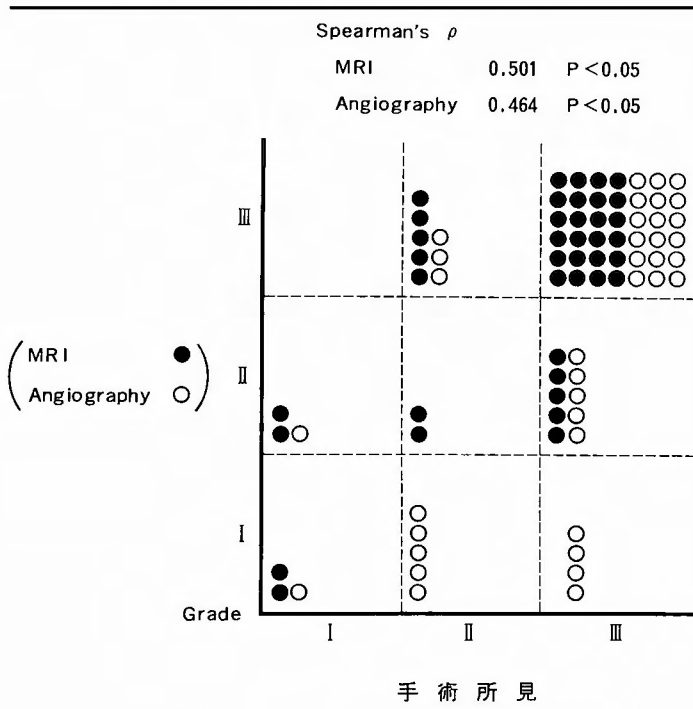 Spearman's ρ
MRI 0.501 P<0.05
Angiography 0.464 P<0.05
Ⅲ
MRI ●
Ⅱ
Angiography ○
Ⅰ
Grade
Ⅰ Ⅱ Ⅲ
手術所見